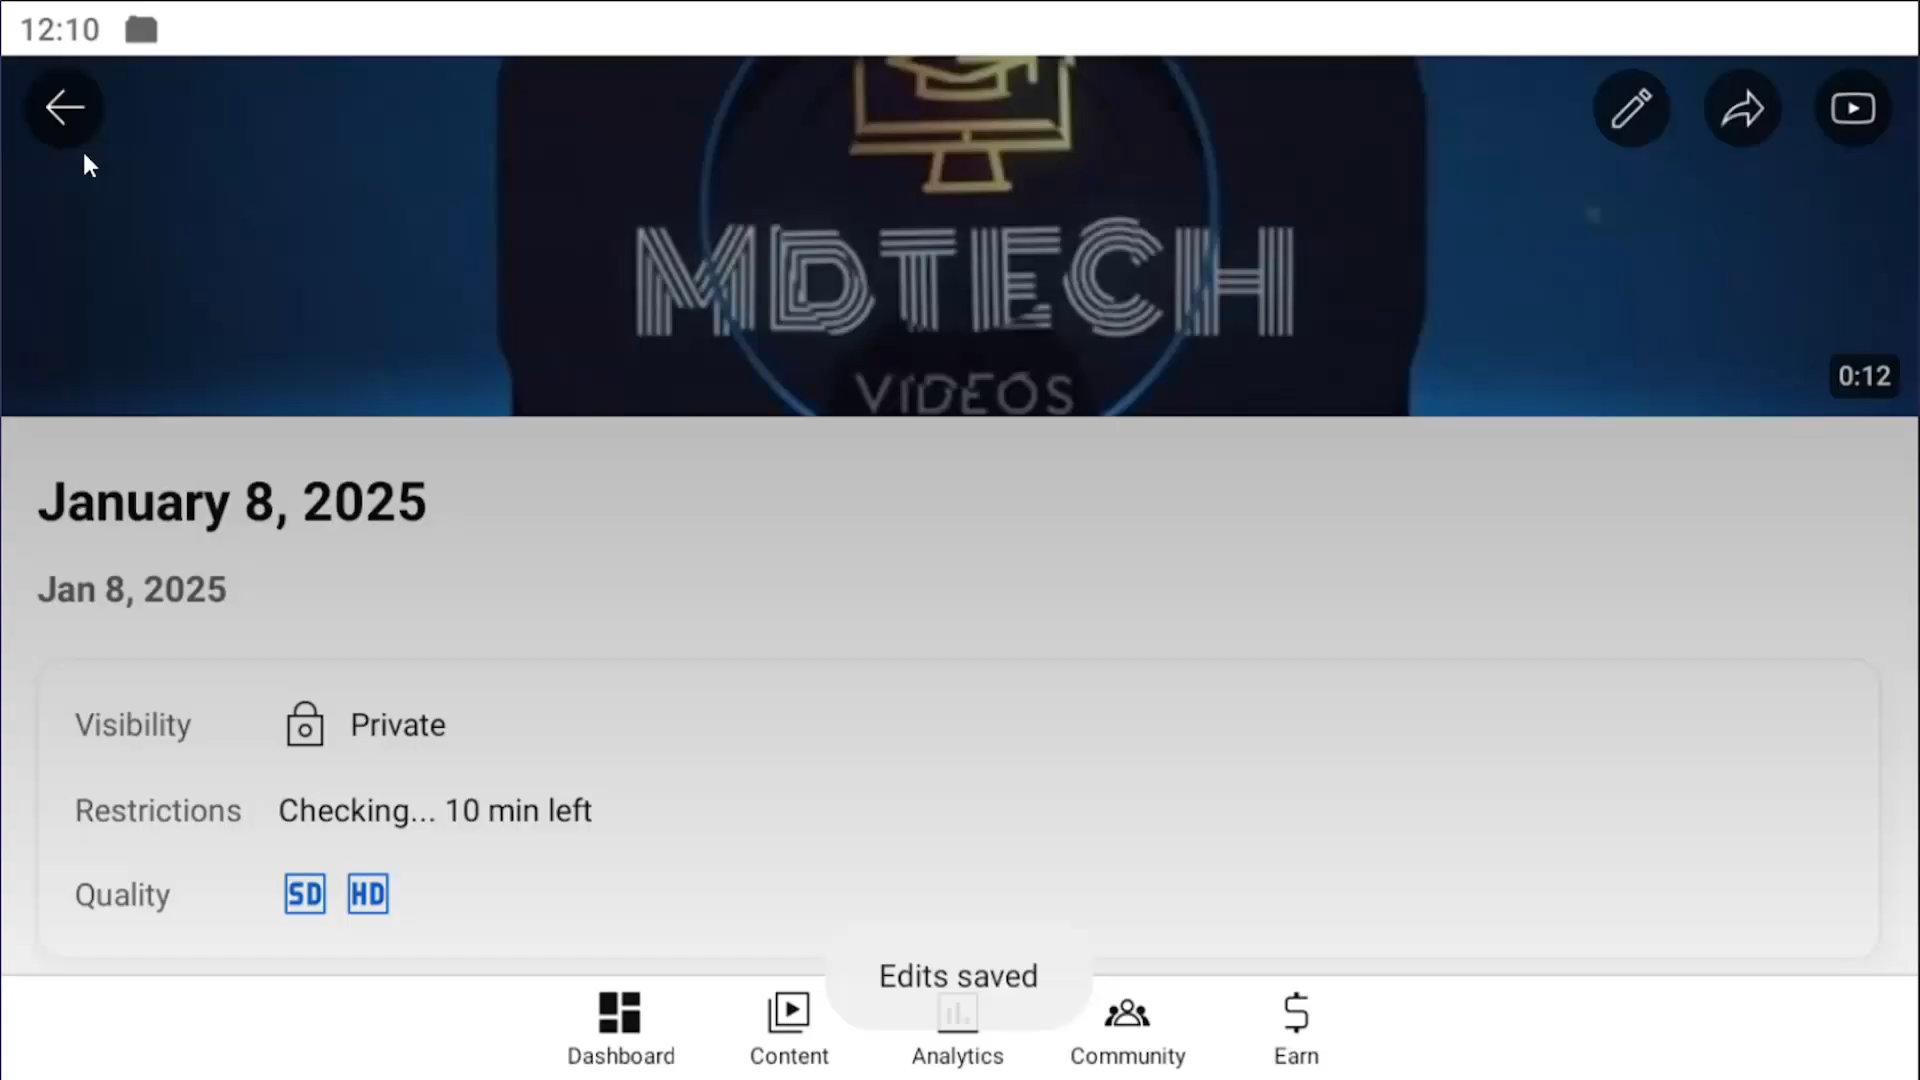 12:10
MDTECH
VIDEOS
0:12
January 8, 2025
Jan 8, 2025
Visibility Private
Restrictions Checking... 10 min left
Quality SD HD
Edits saved
Dashboard Content Analytics Community Earn